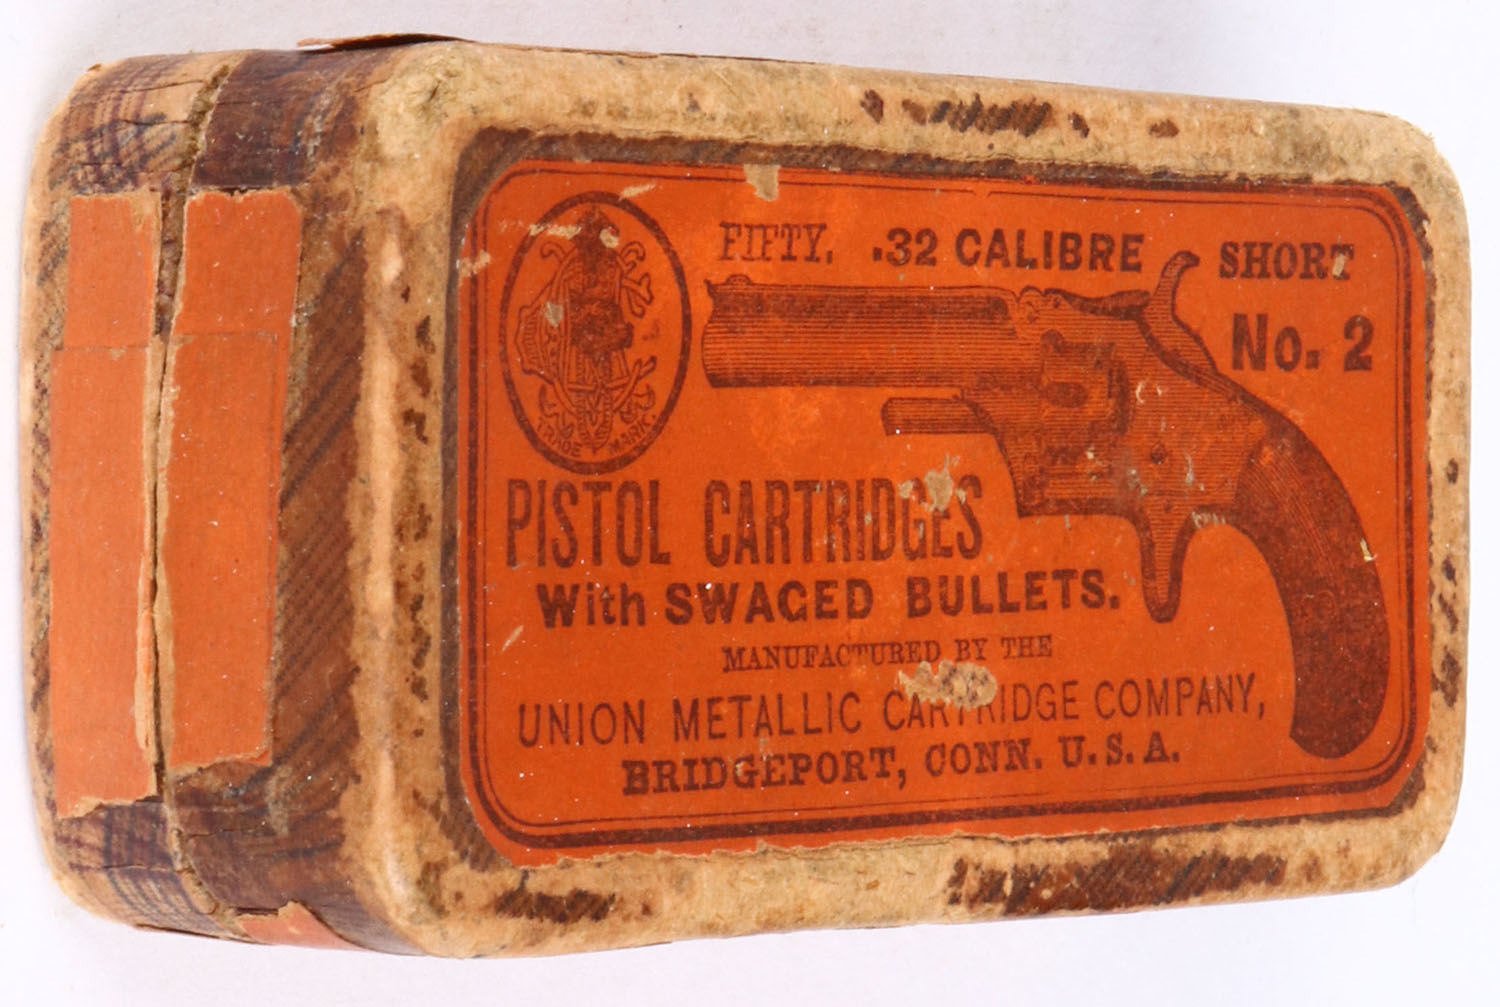 FIFTY. .32 CALIBRE SHORT
No. 2
TRADE MARK.
PISTOL CARTRIDGES
With SWAGED BULLETS.
MANUFACTURED BY THE
UNION METALLIC CARTRIDGE COMPANY,
BRIDGEPORT, CONN. U.S.A.